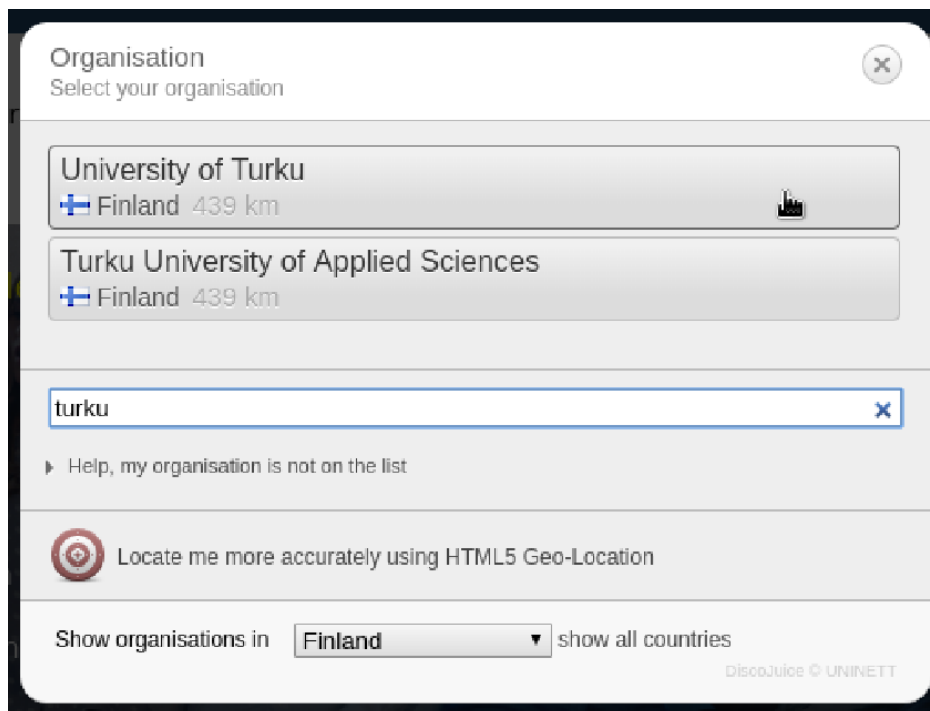 Organisation
Select your organisation
University of Turku
Finland 439 km
Turku University of Applied Sciences
Finland 439 km
turku
Help, my organisation is not on the list
Locate me more accurately using HTML5 Geo-Location
Show organisations in Finland show all countries
DiscoJuice © UNINETT